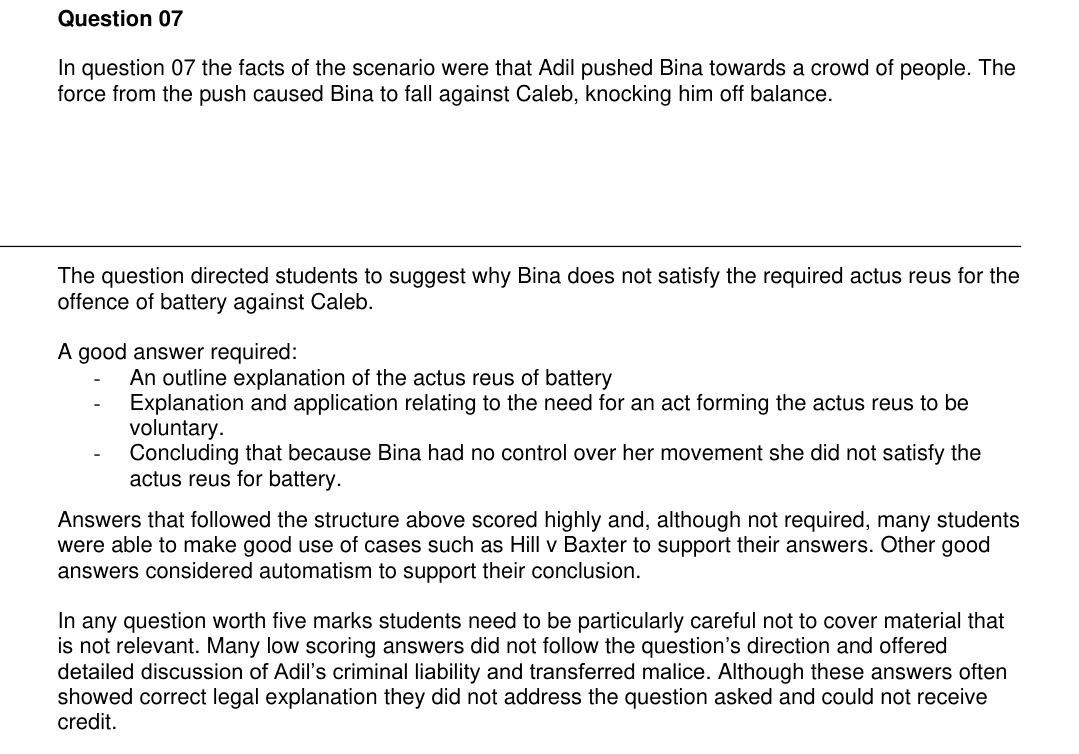 Question 07
In question 07 the facts of the scenario were that Adil pushed Bina towards a crowd of people. The
force from the push caused Bina to fall against Caleb, knocking him off balance.
The question directed students to suggest why Bina does not satisfy the required actus reus for the
offence of battery against Caleb.
A good answer required:
- An outline explanation of the actus reus of battery
- Explanation and application relating to the need for an act forming the actus reus to be
voluntary.
- Concluding that because Bina had no control over her movement she did not satisfy the
actus reus for battery.
Answers that followed the structure above scored highly and, although not required, many students
were able to make good use of cases such as Hill v Baxter to support their answers. Other good
answers considered automatism to support their conclusion.
In any question worth five marks students need to be particularly careful not to cover material that
is not relevant. Many low scoring answers did not follow the question’s direction and offered
detailed discussion of Adil’s criminal liability and transferred malice. Although these answers often
showed correct legal explanation they did not address the question asked and could not receive
credit.